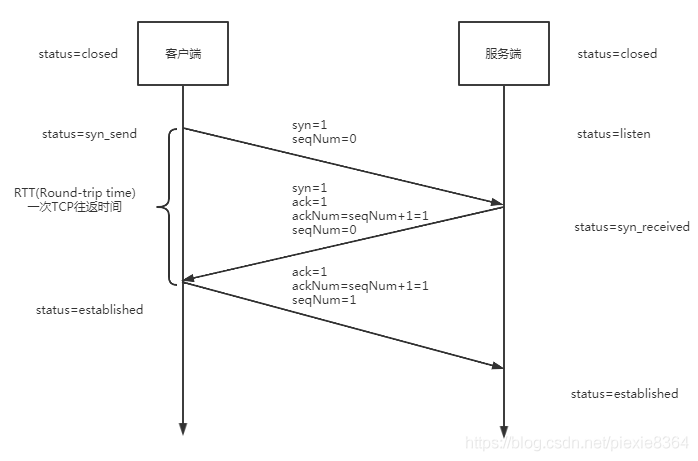 status=closed
客户端
服务端
status=closed
status=syn_send
syn=1
seqNum=0
status=listen
RTT(Round-trip time)
一次TCP往返时间
syn=1
ack=1
ackNum=seqNum+1=1
seqNum=0
status=syn_received
ack=1
ackNum=seqNum+1=1
seqNum=1
status=established
status=established
https://blog.csdn.net/piexie8364